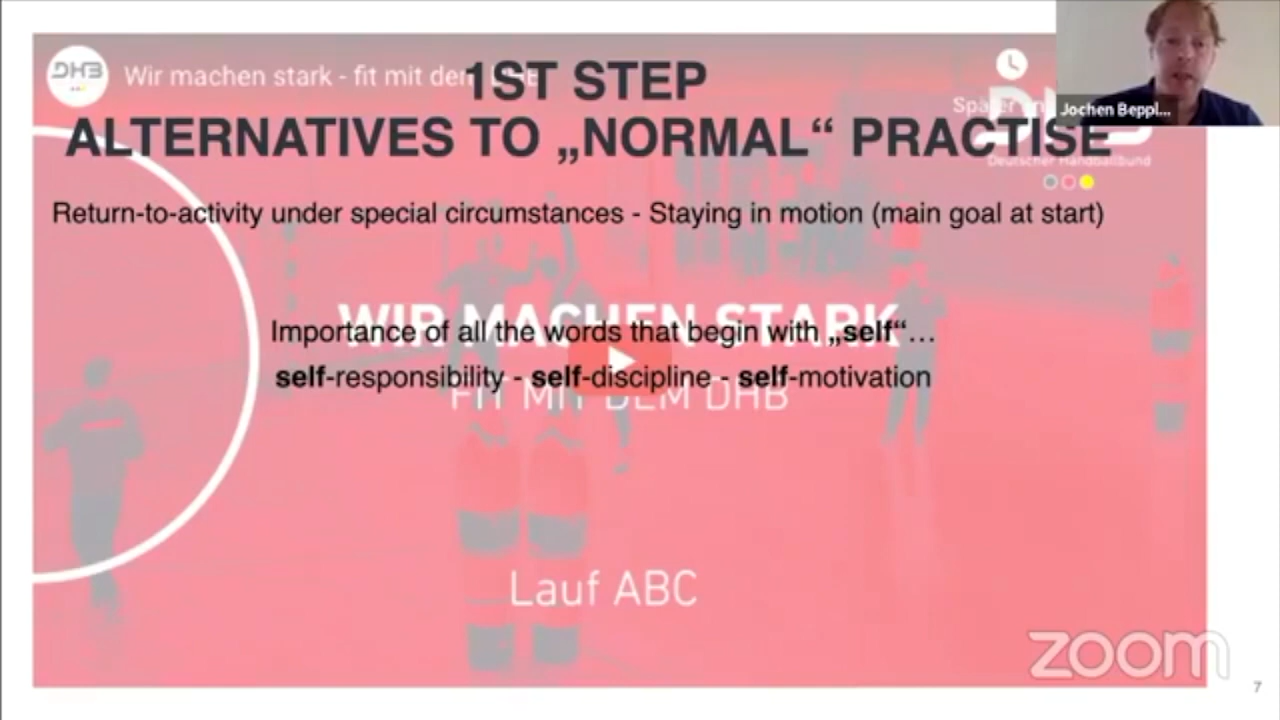 DHB
Wir machen stark - fit mit dem DHB
1ST STEP
ALTERNATIVES TO „NORMAL“ PRACTISE
Jochen Beppl...
Deutscher Handballbund
Return-to-activity under special circumstances - Staying in motion (main goal at start)
WIR MACHEN STARK
Importance of all the words that begin with „self“...
self-responsibility - self-discipline - self-motivation
FIT MIT DEM DHB
Lauf ABC
zoom
7